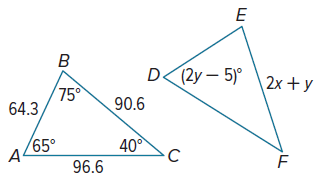 E
B
D (2y – 5)° 2x + y
75°
64.3 90.6
65° 40°
A C
F
96.6